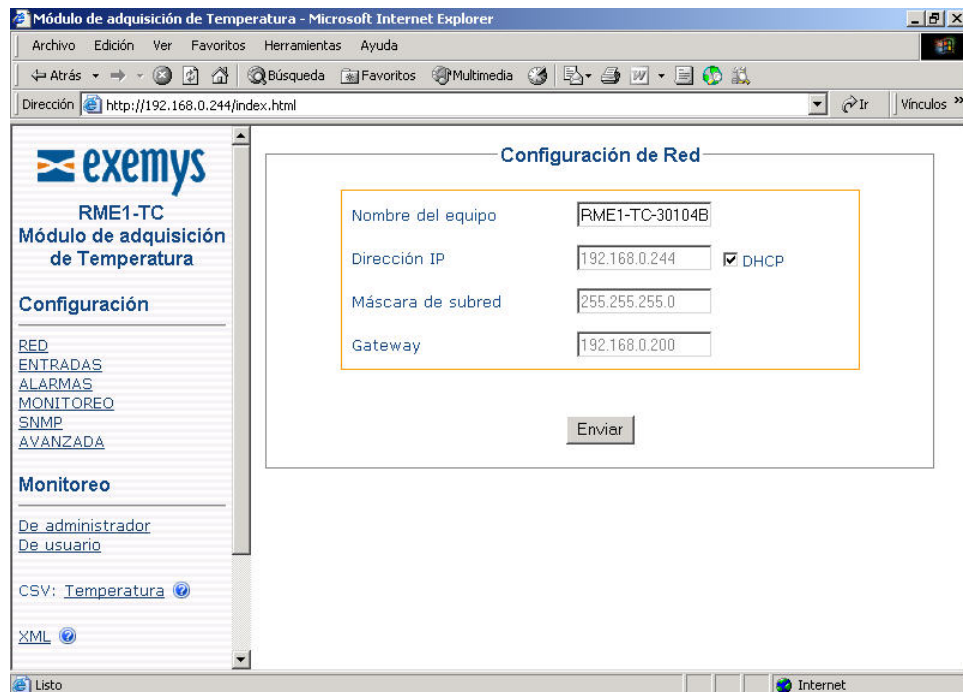 Módulo de adquisición de Temperatura - Microsoft Internet Explorer
Archivo Edición Ver Favoritos Herramientas Ayuda
Atrás Búsqueda Favoritos Multimedia
Dirección http://192.168.0.244/index.html Ir Vínculos »
exemys
RME1-TC
Módulo de adquisición
de Temperatura
Configuración
RED
ENTRADAS
ALARMAS
MONITOREO
SNMP
AVANZADA
Monitoreo
De administrador
De usuario
CSV: Temperatura ?
XML ?
Configuración de Red
Nombre del equipo RME1-TC-30104B
Dirección IP 192.168.0.244 DHCP
Máscara de subred 255.255.255.0
Gateway 192.168.0.200
Enviar
Listo Internet